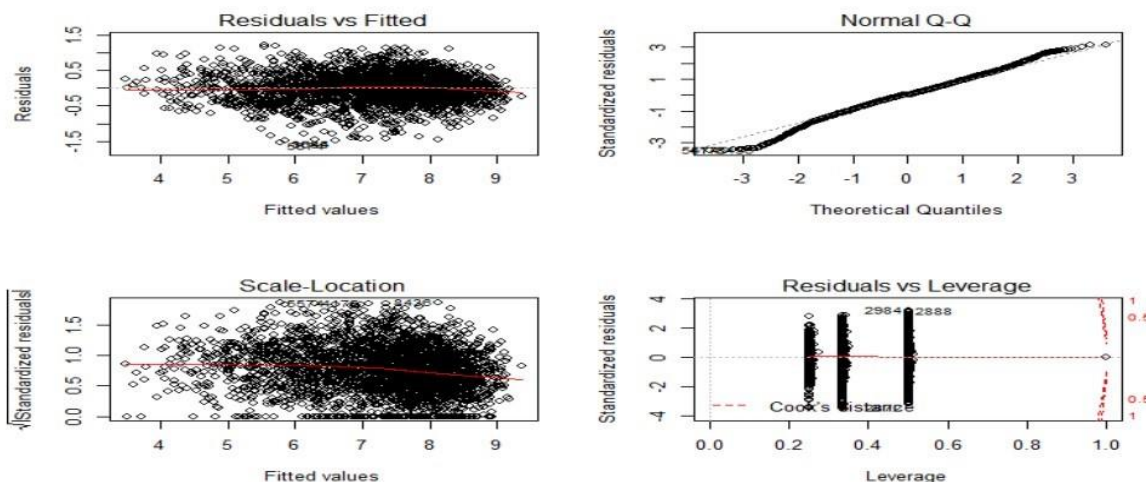 Residuals vs Fitted
Residuals
1.5
0.5
-0.5
-1.5
4 5 6 7 8 9
Fitted values
Normal Q-Q
Standardized residuals
3
1
-1
-3
-3 -2 -1 0 1 2 3
Theoretical Quantiles
Scale-Location
√|Standardized residuals|
1.5
1.0
0.5
0.0
4 5 6 7 8 9
Fitted values
Residuals vs Leverage
Standardized residuals
4
2
0
-2
-4
2984 2888
Cook's distance
1
0.5
0.5
1
0.0 0.2 0.4 0.6 0.8 1.0
Leverage